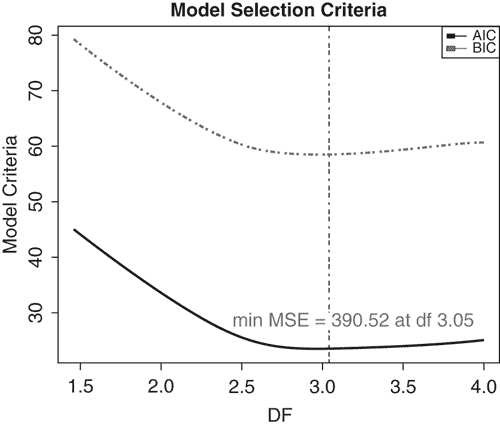 Model Selection Criteria
AIC
BIC
Model Criteria
80
70
60
50
40
30
min MSE = 390.52 at df 3.05
1.5 2.0 2.5 3.0 3.5 4.0
DF